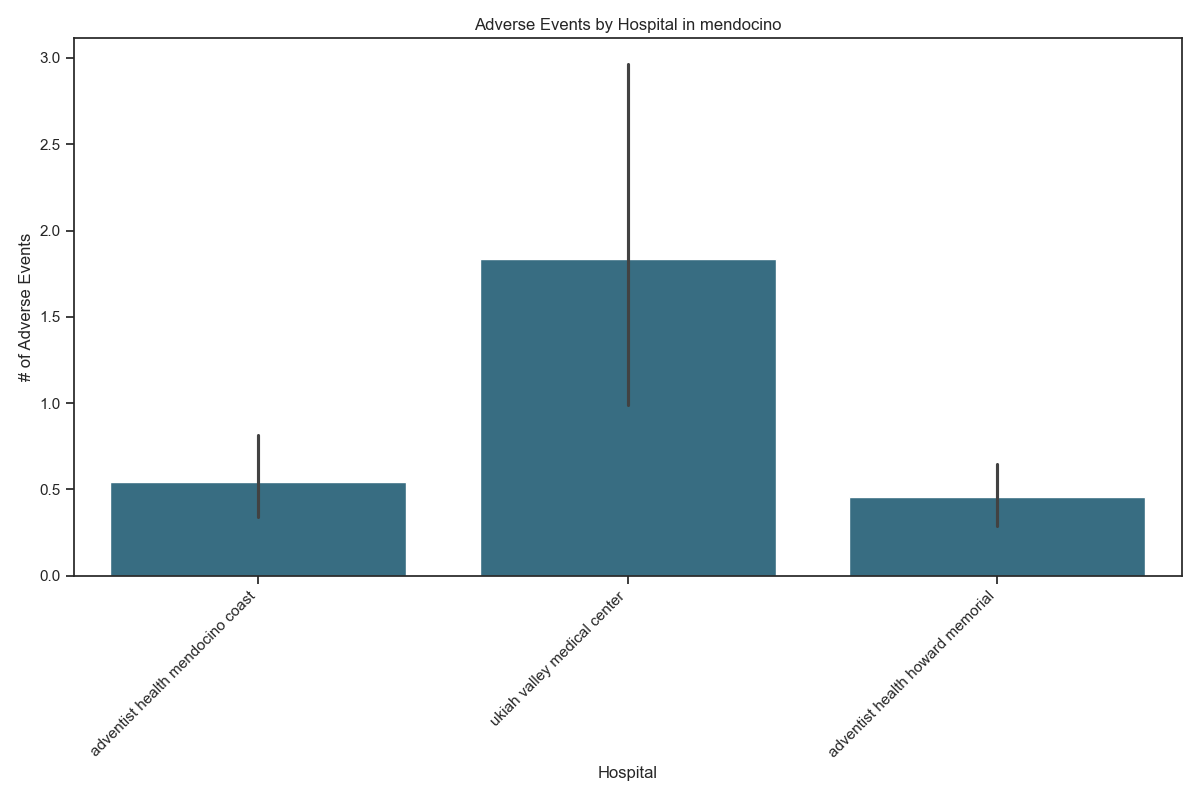 Adverse Events by Hospital in mendocino
# of Adverse Events
3.0
2.5
2.0
1.5
1.0
0.5
0.0
adventist health mendocino coast
ukiah valley medical center
adventist health howard memorial
Hospital